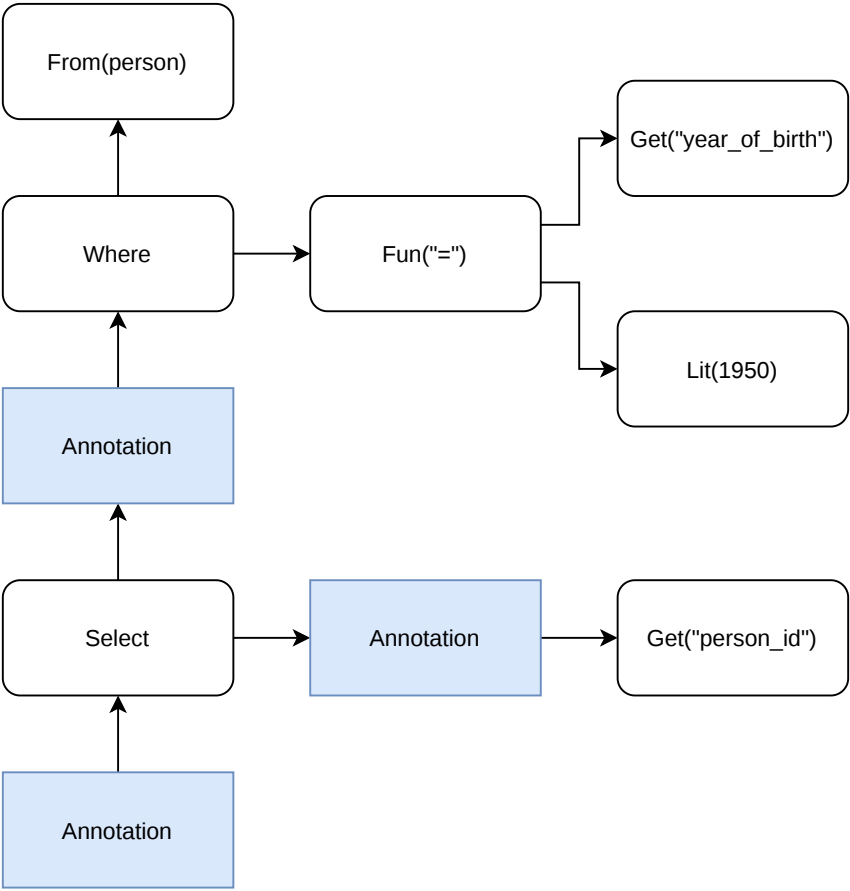 From(person)
Get("year_of_birth")
Where
Fun("=")
Lit(1950)
Annotation
Select
Annotation
Get("person_id")
Annotation